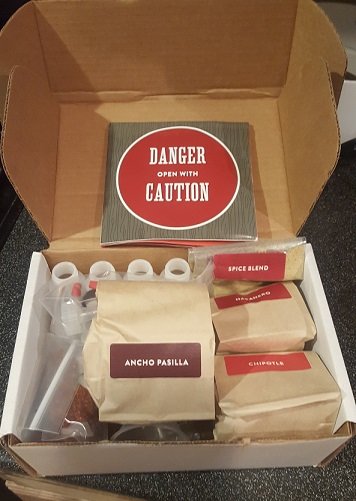 DANGER
OPEN WITH
CAUTION
SPICE BLEND
HABANERO
CHIPOTLE
ANCHO PASILLA